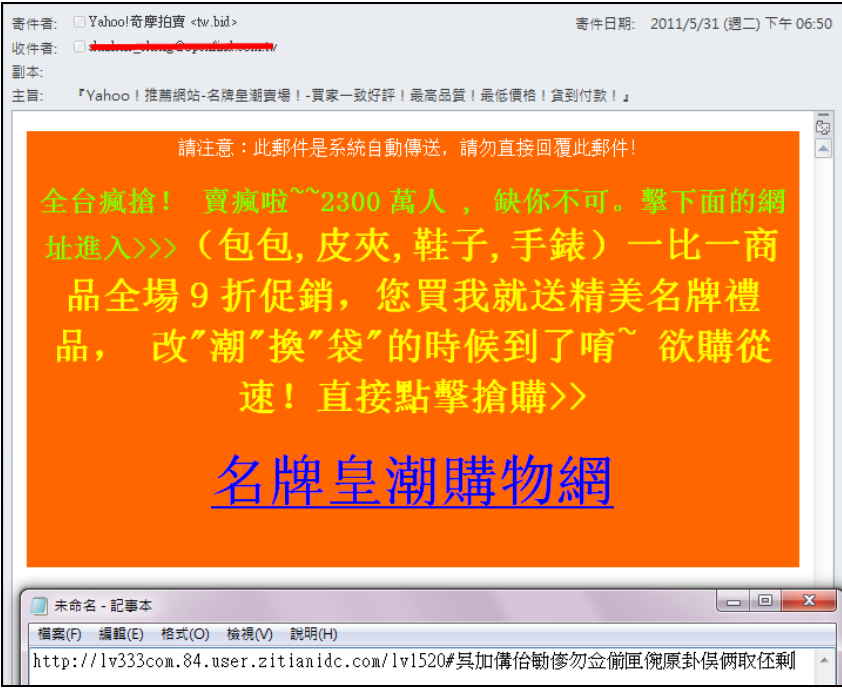 寄件者: Yahoo!奇摩拍賣 <tw.bid>
寄件日期: 2011/5/31 (週二) 下午 06:50
收件者:
副本:
主旨: 『Yahoo！推薦網站-名牌皇潮賣場！-買家一致好評！最高品質！最低價格！貨到付款！』
請注意：此郵件是系統自動傳送，請勿直接回覆此郵件!
全台瘋搶！ 賣瘋啦~~2300 萬人 , 缺你不可。擊下面的網
址進入>>>（包包,皮夾,鞋子,手錶）一比一商
品全場 9 折促銷，您買我就送精美名牌禮
品， 改"潮"換"袋"的時候到了唷~ 欲購從
速！直接點擊搶購>>
名牌皇潮購物網
未命名 - 記事本
檔案(F) 編輯(E) 格式(O) 檢視(V) 說明(H)
http://lv333com.84.user.zitianidc.com/lv1520#